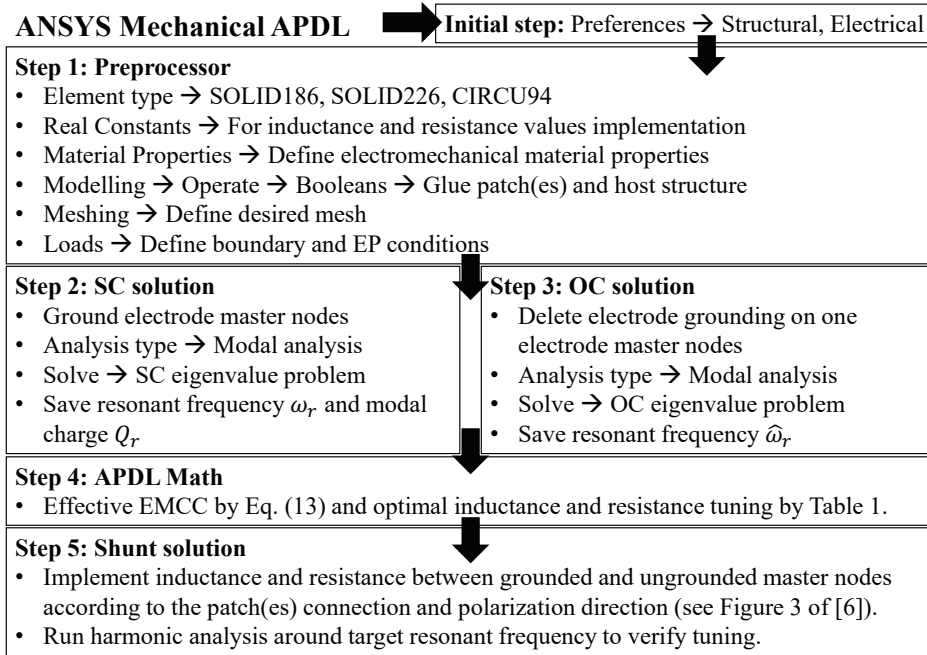 ANSYS Mechanical APDL
Initial step: Preferences → Structural, Electrical
Step 1: Preprocessor
• Element type → SOLID186, SOLID226, CIRCU94
• Real Constants → For inductance and resistance values implementation
• Material Properties → Define electromechanical material properties
• Modelling → Operate → Booleans → Glue patch(es) and host structure
• Meshing → Define desired mesh
• Loads → Define boundary and EP conditions
Step 2: SC solution
• Ground electrode master nodes
• Analysis type → Modal analysis
• Solve → SC eigenvalue problem
• Save resonant frequency ωᵣ and modal
charge Qᵣ
Step 3: OC solution
• Delete electrode grounding on one
electrode master nodes
• Analysis type → Modal analysis
• Solve → OC eigenvalue problem
• Save resonant frequency ω̂ᵣ
Step 4: APDL Math
• Effective EMCC by Eq. (13) and optimal inductance and resistance tuning by Table 1.
Step 5: Shunt solution
• Implement inductance and resistance between grounded and ungrounded master nodes
according to the patch(es) connection and polarization direction (see Figure 3 of [6]).
• Run harmonic analysis around target resonant frequency to verify tuning.